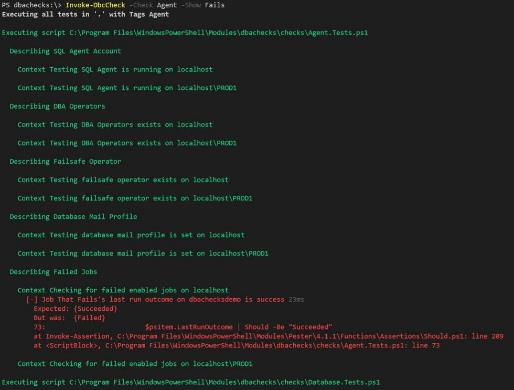 PS dbachecks:\> Invoke-DbcCheck -Check Agent -Show Fails
Executing all tests in '.' with Tags Agent
Executing script C:\Program Files\WindowsPowerShell\Modules\dbachecks\checks\Agent.Tests.ps1
Describing SQL Agent Account
Context Testing SQL Agent is running on localhost
Context Testing SQL Agent is running on localhost\PROD1
Describing DBA Operators
Context Testing DBA Operators exists on localhost
Context Testing DBA Operators exists on localhost\PROD1
Describing Failsafe Operator
Context Testing failsafe operator exists on localhost
Context Testing failsafe operator exists on localhost\PROD1
Describing Database Mail Profile
Context Testing database mail profile is set on localhost
Context Testing database mail profile is set on localhost\PROD1
Describing Failed Jobs
Context Checking for failed enabled jobs on localhost
[-] Job That Fails's last run outcome on dbachecksdemo is success 23ms
Expected: {Succeeded}
But was:  {Failed}
73:                         $psitem.LastRunOutcome | Should -Be "Succeeded"
at Invoke-Assertion, C:\Program Files\WindowsPowerShell\Modules\Pester\4.1.1\Functions\Assertions\Should.ps1: line 209
at <ScriptBlock>, C:\Program Files\WindowsPowerShell\Modules\dbachecks\checks\Agent.Tests.ps1: line 73
Context Checking for failed enabled jobs on localhost\PROD1
Executing script C:\Program Files\WindowsPowerShell\Modules\dbachecks\checks\Database.Tests.ps1